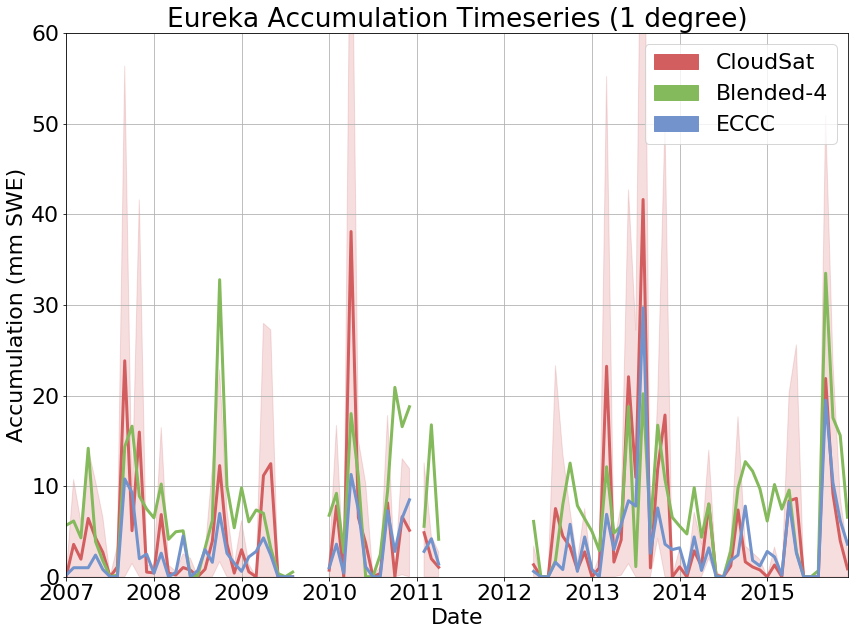 Eureka Accumulation Timeseries (1 degree)
CloudSat
Blended-4
ECCC
Accumulation (mm SWE)
60
50
40
30
20
10
0
2007 2008 2009 2010 2011 2012 2013 2014 2015
Date